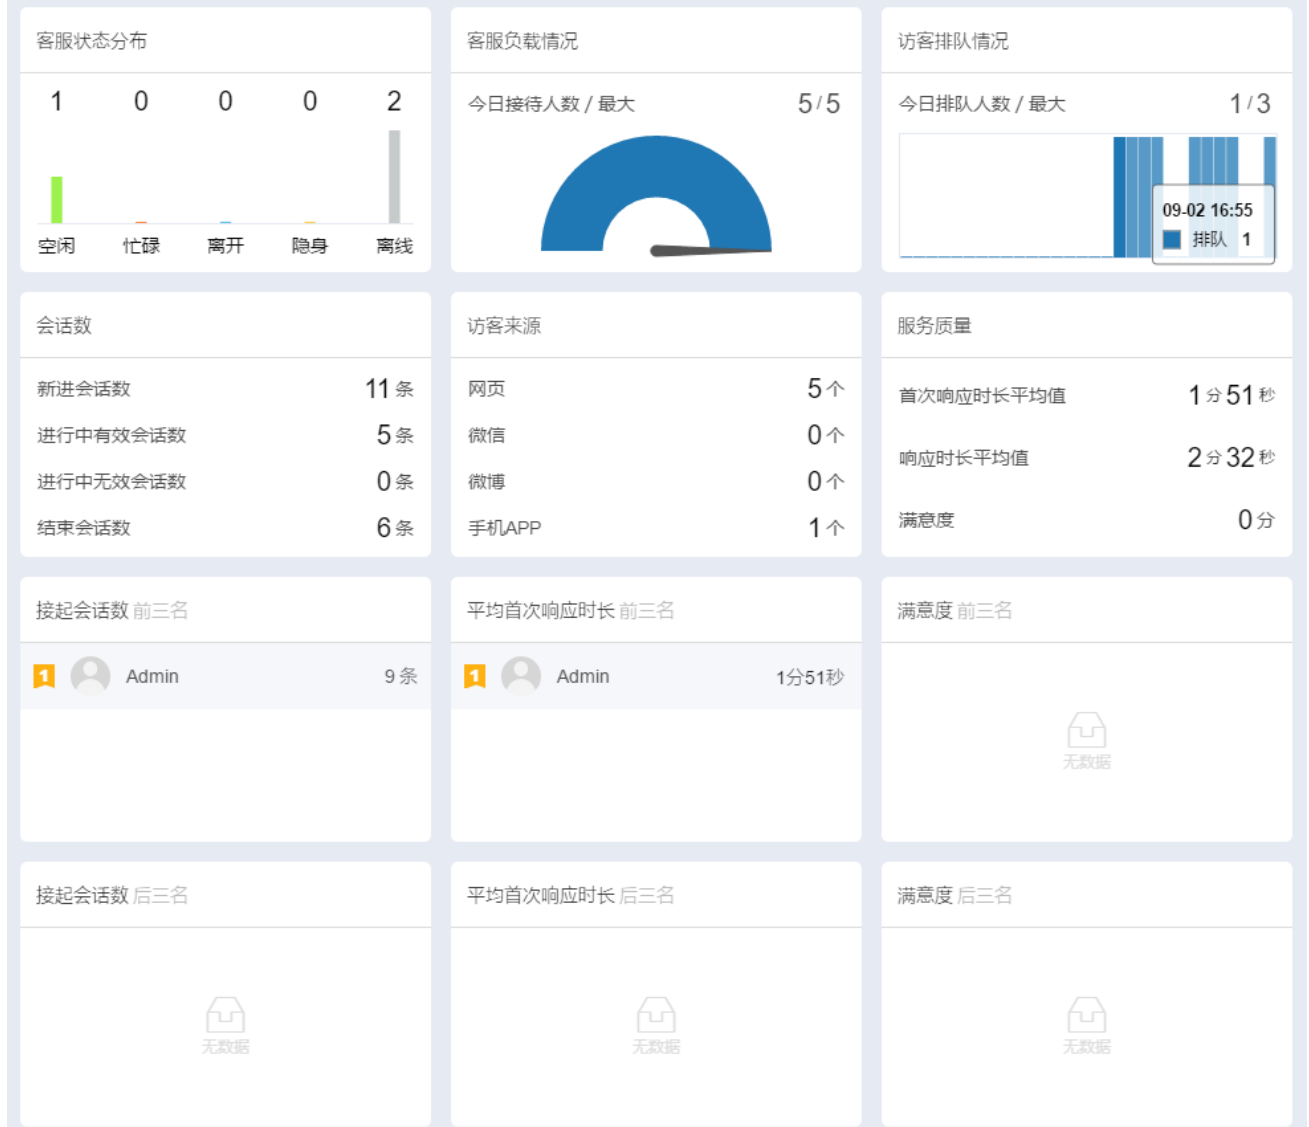 客服状态分布
1 0 0 0 2
空闲 忙碌 离开 隐身 离线
客服负载情况
今日接待人数 / 最大 5 / 5
访客排队情况
今日排队人数 / 最大 1 / 3
09-02 16:55
排队 1
会话数
新进会话数 11 条
进行中有效会话数 5 条
进行中无效会话数 0 条
结束会话数 6 条
访客来源
网页 5 个
微信 0 个
微博 0 个
手机APP 1 个
服务质量
首次响应时长平均值 1 分 51 秒
响应时长平均值 2 分 32 秒
满意度 0 分
接起会话数 前三名
1 Admin 9 条
平均首次响应时长 前三名
1 Admin 1分51秒
满意度 前三名
无数据
接起会话数 后三名
无数据
平均首次响应时长 后三名
无数据
满意度 后三名
无数据